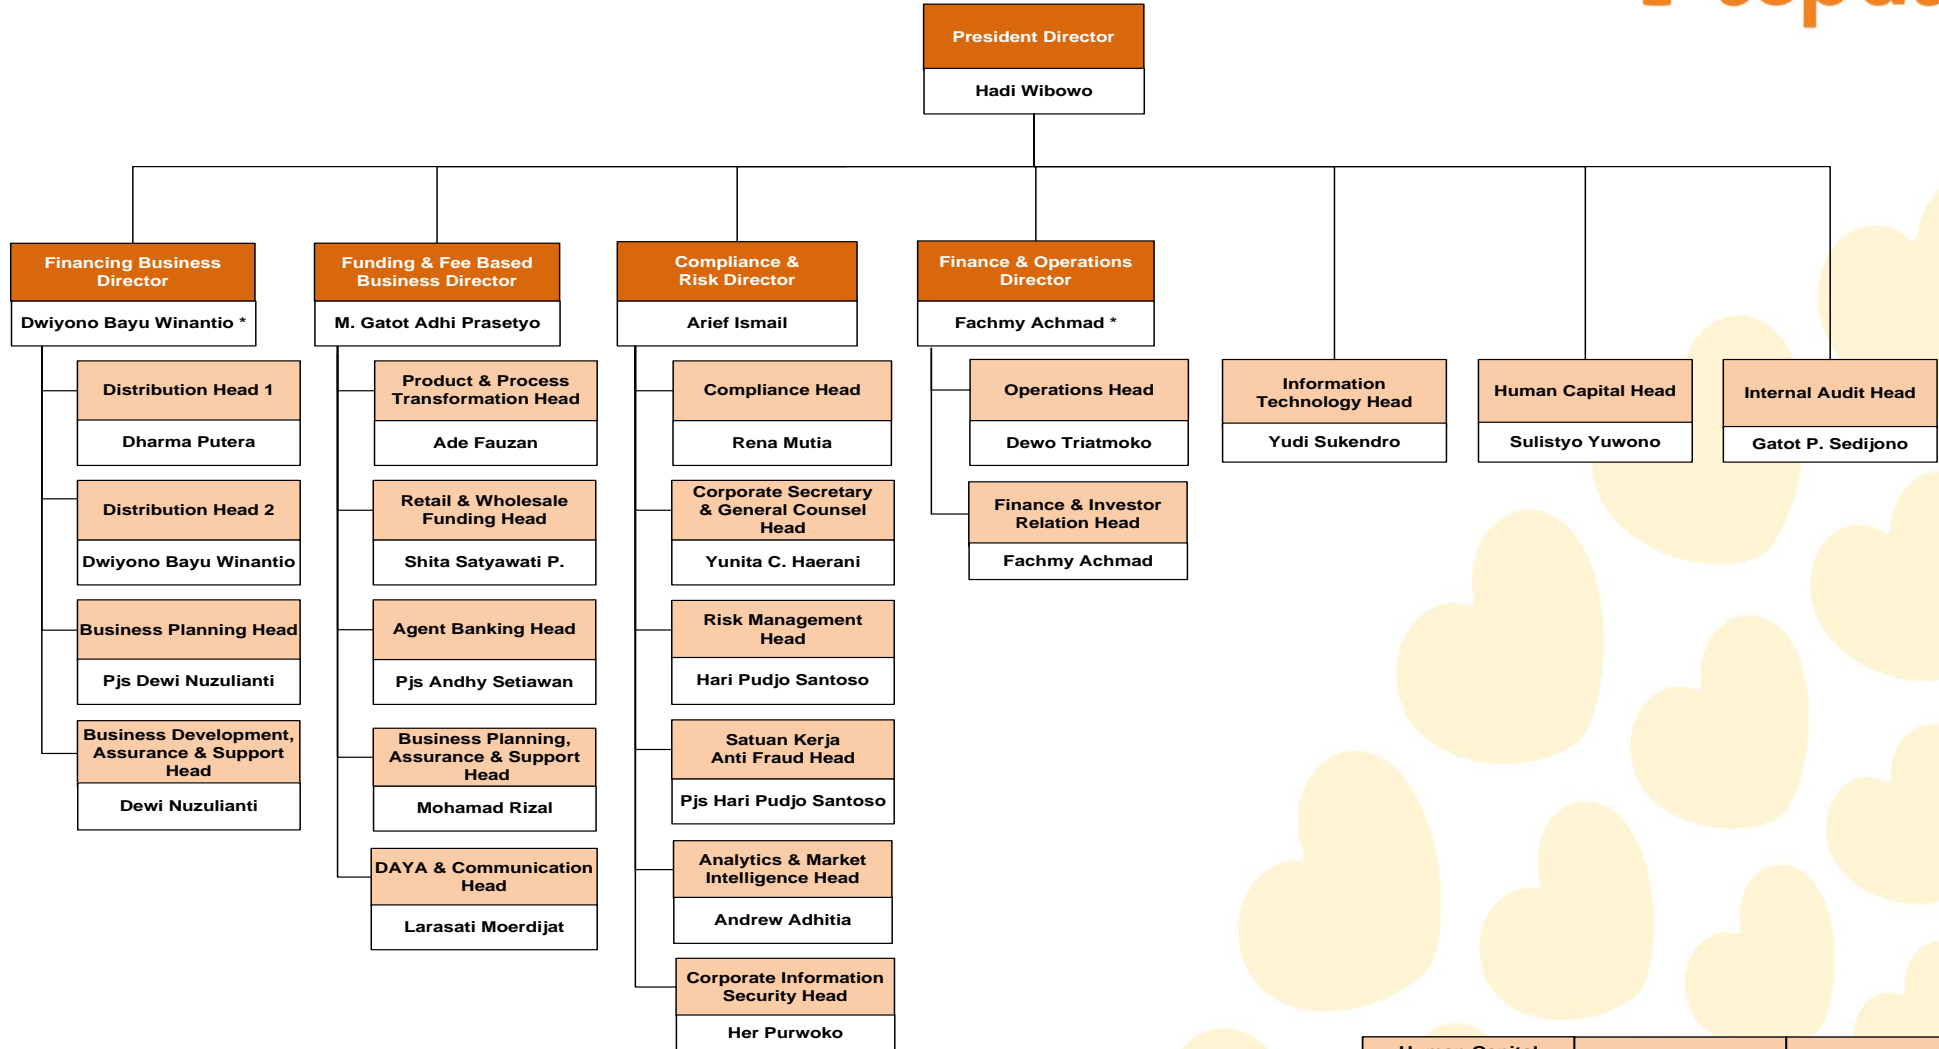 President Director
Hadi Wibowo
Financing Business
Director
Dwiyono Bayu Winantio *
Distribution Head 1
Dharma Putera
Distribution Head 2
Dwiyono Bayu Winantio
Business Planning Head
Pjs Dewi Nuzulianti
Business Development,
Assurance & Support
Head
Dewi Nuzulianti
Funding & Fee Based
Business Director
M. Gatot Adhi Prasetyo
Product & Process
Transformation Head
Ade Fauzan
Retail & Wholesale
Funding Head
Shita Satyawati P.
Agent Banking Head
Pjs Andhy Setiawan
Business Planning,
Assurance & Support
Head
Mohamad Rizal
DAYA & Communication
Head
Larasati Moerdijat
Compliance &
Risk Director
Arief Ismail
Compliance Head
Rena Mutia
Corporate Secretary
& General Counsel
Head
Yunita C. Haerani
Risk Management
Head
Hari Pudjo Santoso
Satuan Kerja
Anti Fraud Head
Pjs Hari Pudjo Santoso
Analytics & Market
Intelligence Head
Andrew Adhitia
Corporate Information
Security Head
Her Purwoko
Finance & Operations
Director
Fachmy Achmad *
Operations Head
Dewo Triatmoko
Finance & Investor
Relation Head
Fachmy Achmad
Information
Technology Head
Yudi Sukendro
Human Capital Head
Sulistyo Yuwono
Internal Audit Head
Gatot P. Sedijono
Human Capital